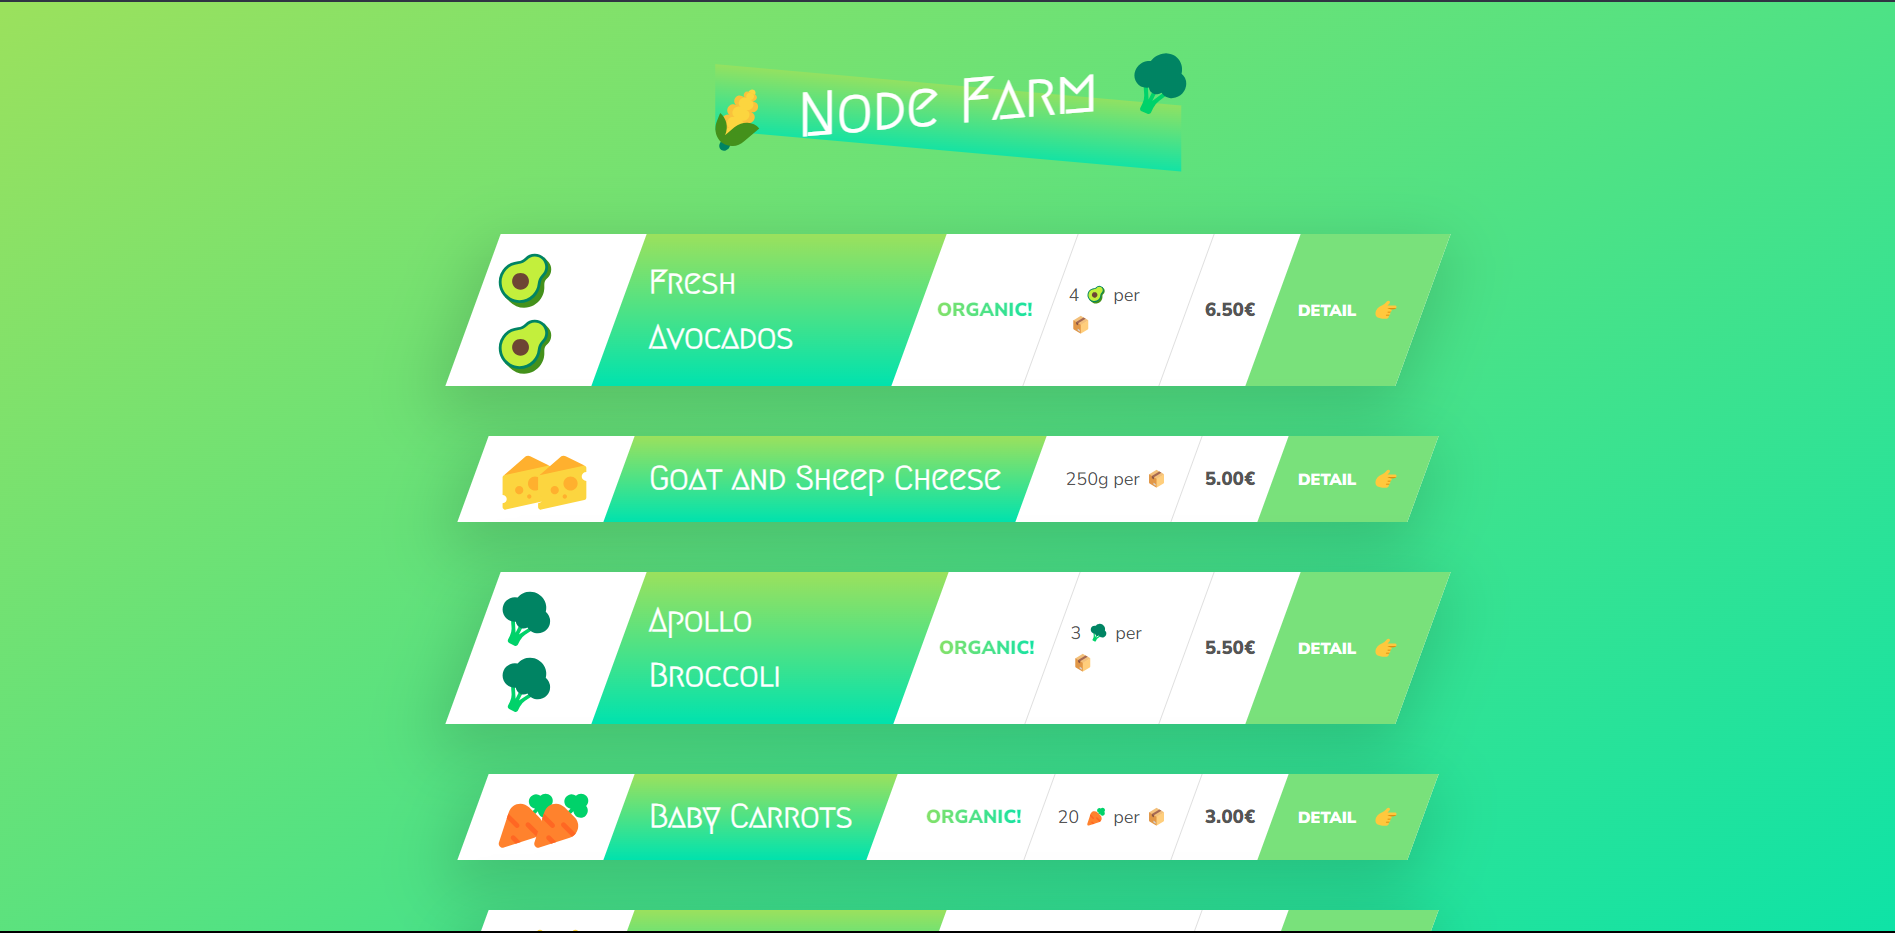 Node Farm
Fresh
Avocados
ORGANIC!
4 🥑 per
📦
6.50€
DETAIL 👉
Goat and Sheep Cheese
250g per 📦
5.00€
DETAIL 👉
Apollo
Broccoli
ORGANIC!
3 🥦 per
📦
5.50€
DETAIL 👉
Baby Carrots
ORGANIC!
20 🥕 per 📦
3.00€
DETAIL 👉